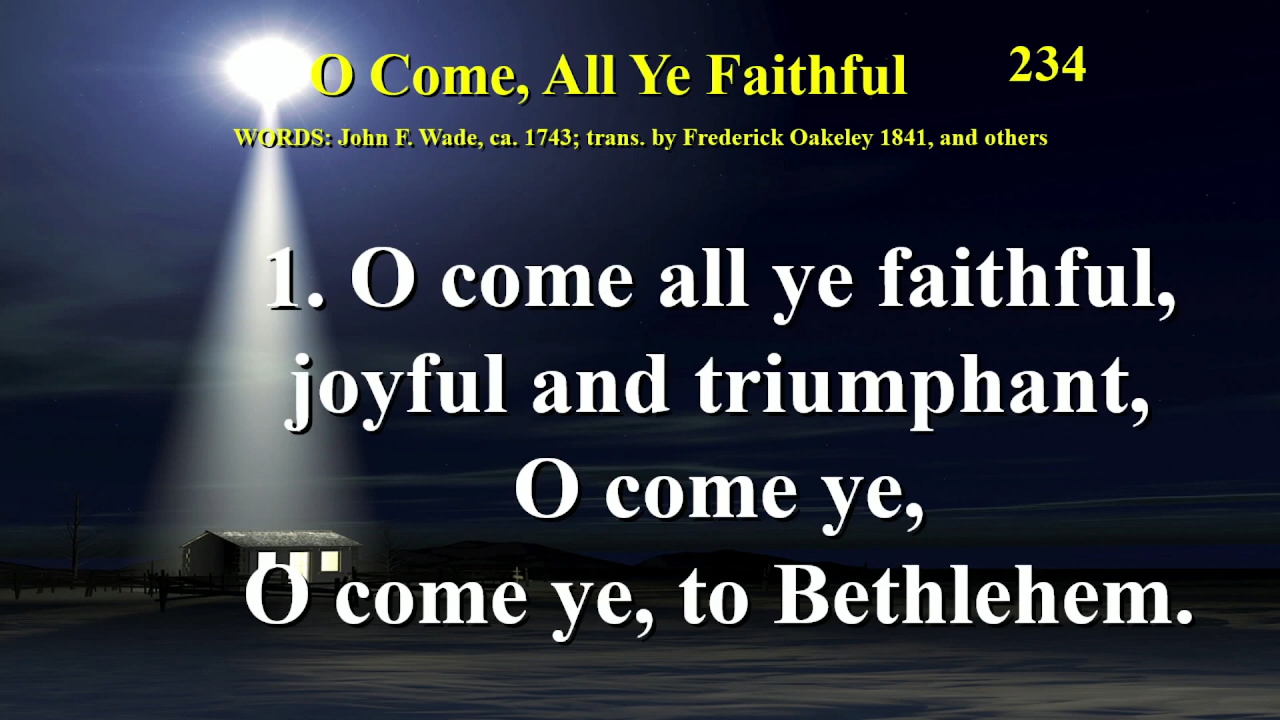 O Come, All Ye Faithful 234
WORDS: John F. Wade, ca. 1743; trans. by Frederick Oakeley 1841, and others
1. O come all ye faithful,
joyful and triumphant,
O come ye,
O come ye, to Bethlehem.